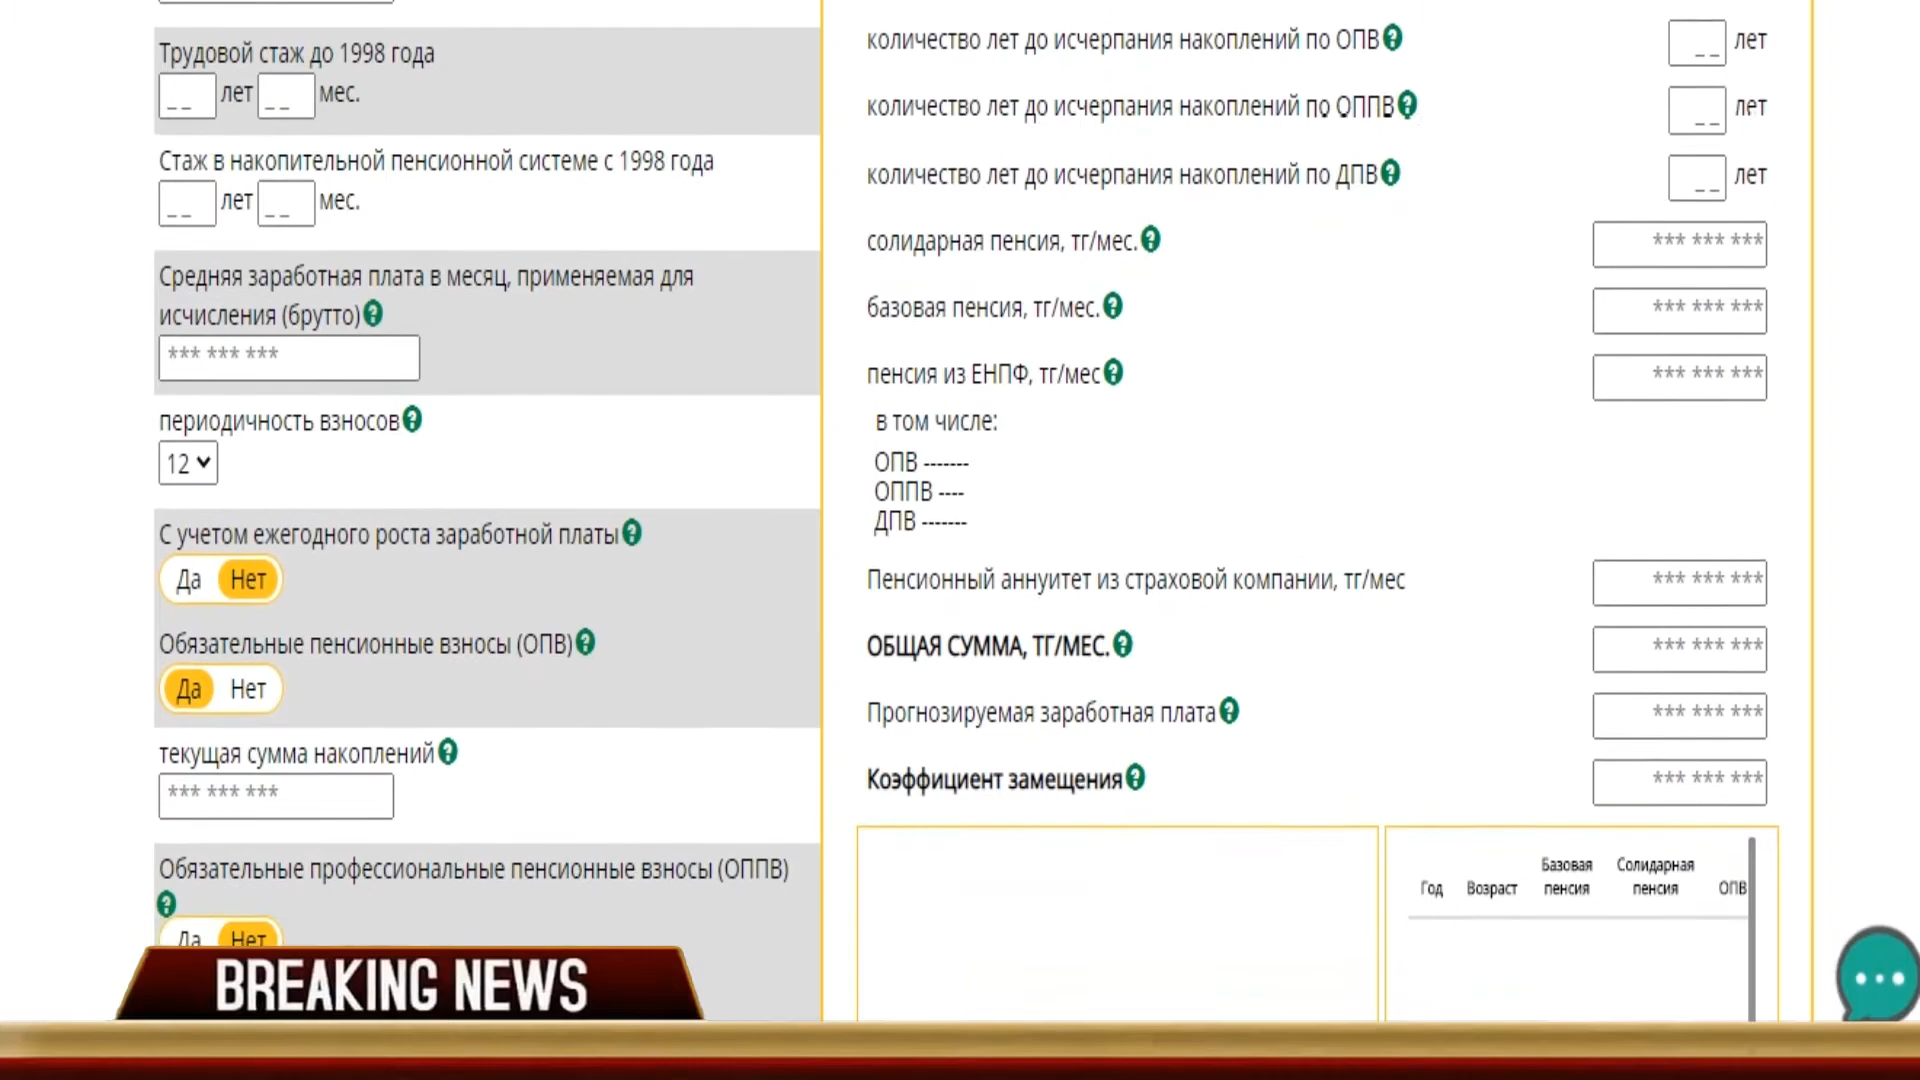 Трудовой стаж до 1998 года
_ _ лет _ _ мес.
Стаж в накопительной пенсионной системе с 1998 года
_ _ лет _ _ мес.
Средняя заработная плата в месяц, применяемая для
исчисления (брутто)?
*** *** ***
периодичность взносов?
12
С учетом ежегодного роста заработной платы?
Да Нет
Обязательные пенсионные взносы (ОПВ)?
Да Нет
текущая сумма накоплений?
*** *** ***
Обязательные профессиональные пенсионные взносы (ОППВ)
?
Да Нет
количество лет до исчерпания накоплений по ОПВ? _ _ лет
количество лет до исчерпания накоплений по ОППВ? _ _ лет
количество лет до исчерпания накоплений по ДПВ? _ _ лет
солидарная пенсия, тг/мес.? *** *** ***
базовая пенсия, тг/мес.? *** *** ***
пенсия из ЕНПФ, тг/мес? *** *** ***
в том числе:
ОПВ -------
ОППВ ----
ДПВ -------
Пенсионный аннуитет из страховой компании, тг/мес *** *** ***
ОБЩАЯ СУММА, ТГ/МЕС.? *** *** ***
Прогнозируемая заработная плата? *** *** ***
Коэффициент замещения? *** *** ***
Год Возраст Базовая пенсия Солидарная пенсия ОПВ
BREAKING NEWS